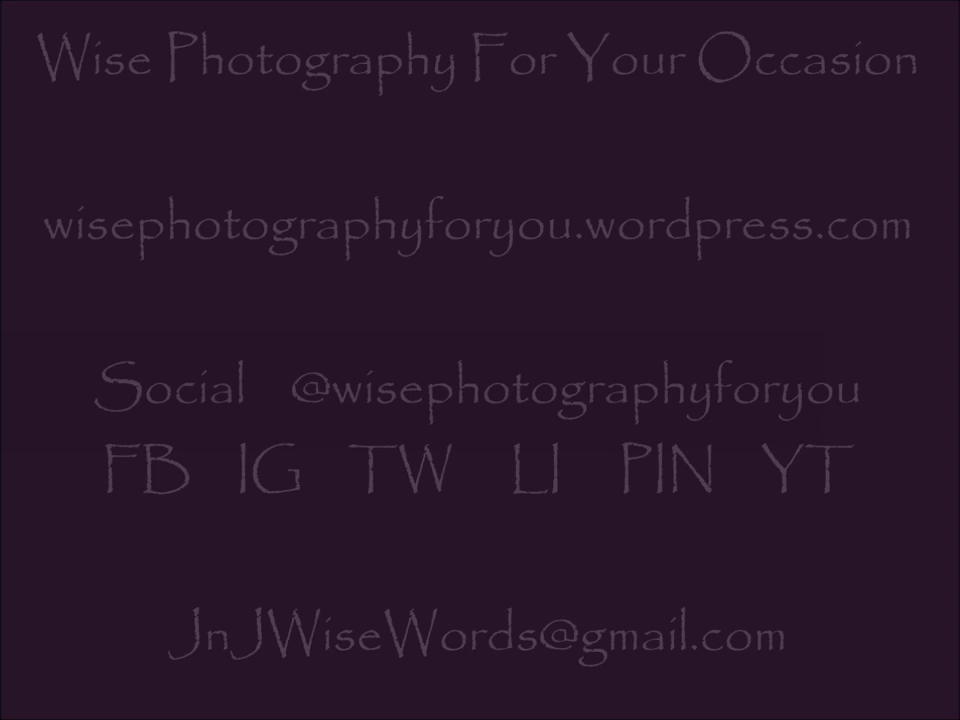 Wise Photography For Your Occasion
wisephotographyforyou.wordpress.com
Social @wisephotographyforyou
FB IG TW LI PIN YT
JnJWiseWords@gmail.com